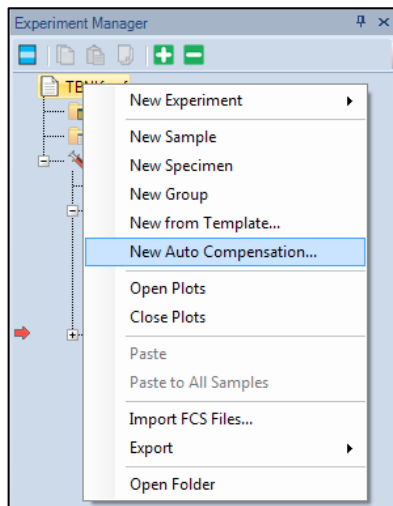 Experiment Manager
New Experiment
New Sample
New Specimen
New Group
New from Template...
New Auto Compensation...
Open Plots
Close Plots
Paste
Paste to All Samples
Import FCS Files...
Export
Open Folder